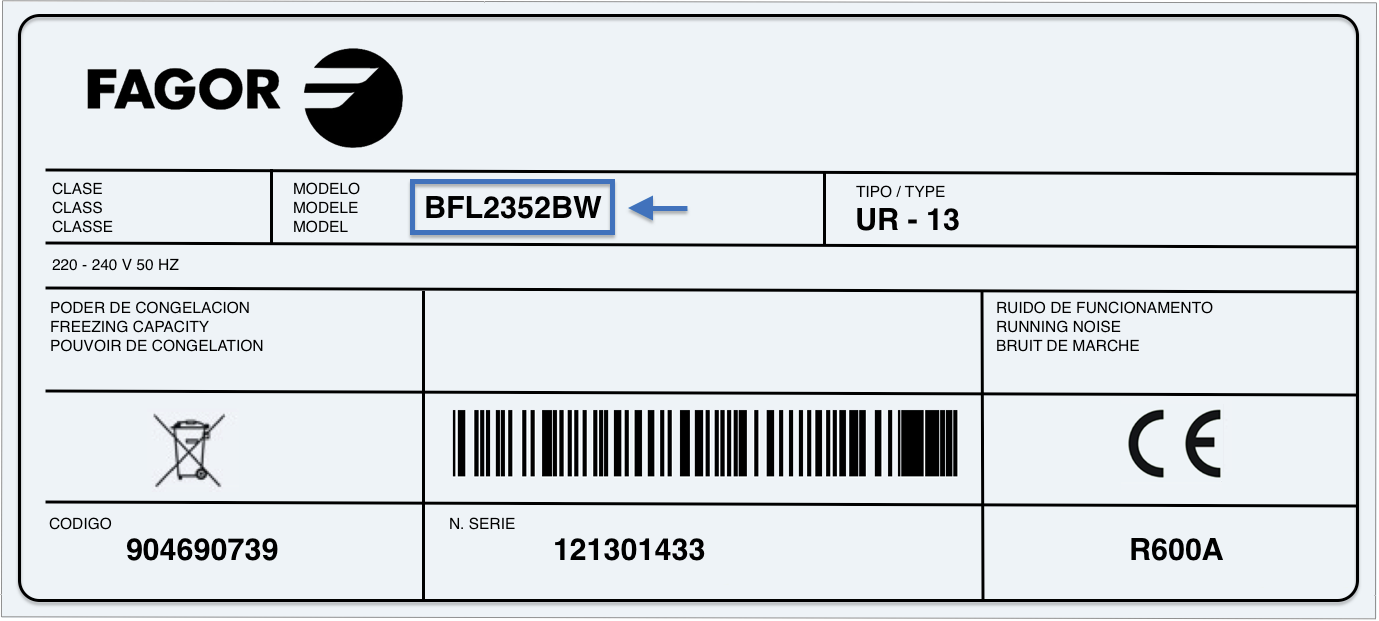 FAGOR
CLASE
CLASS
CLASSE
MODELO
MODELE
MODEL
BFL2352BW
TIPO / TYPE
UR - 13
220 - 240 V 50 HZ
PODER DE CONGELACION
FREEZING CAPACITY
POUVOIR DE CONGELATION
RUIDO DE FUNCIONAMENTO
RUNNING NOISE
BRUIT DE MARCHE
CE
CODIGO
904690739
N. SERIE
121301433
R600A